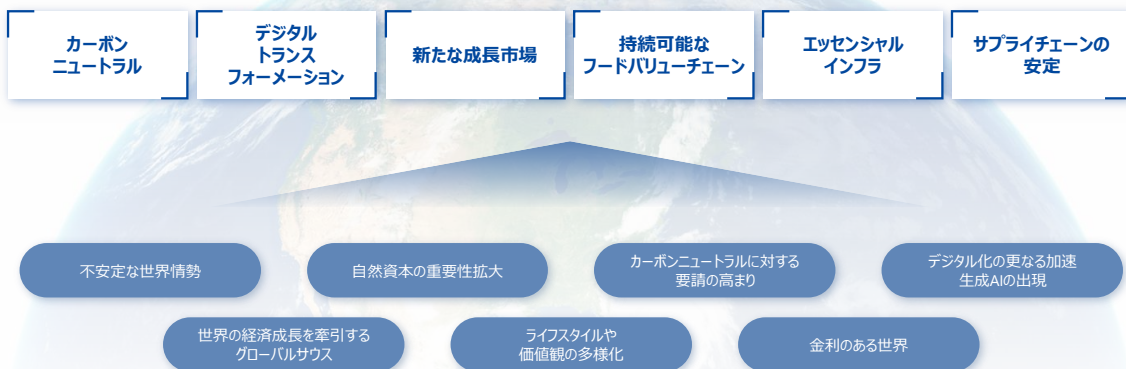 カーボン
ニュートラル
デジタル
トランス
フォーメーション
新たな成長市場
持続可能な
フードバリューチェーン
エッセンシャル
インフラ
サプライチェーンの
安定
不安定な世界情勢
自然資本の重要性拡大
カーボンニュートラルに対する
要請の高まり
デジタル化の更なる加速
生成AIの出現
世界の経済成長を牽引する
グローバルサウス
ライフスタイルや
価値観の多様化
金利のある世界